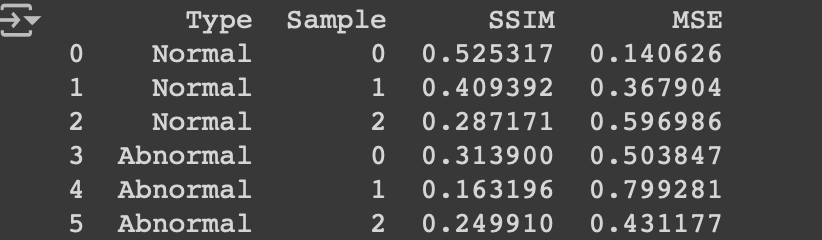 Type Sample SSIM MSE
0 Normal 0 0.525317 0.140626
1 Normal 1 0.409392 0.367904
2 Normal 2 0.287171 0.596986
3 Abnormal 0 0.313900 0.503847
4 Abnormal 1 0.163196 0.799281
5 Abnormal 2 0.249910 0.431177